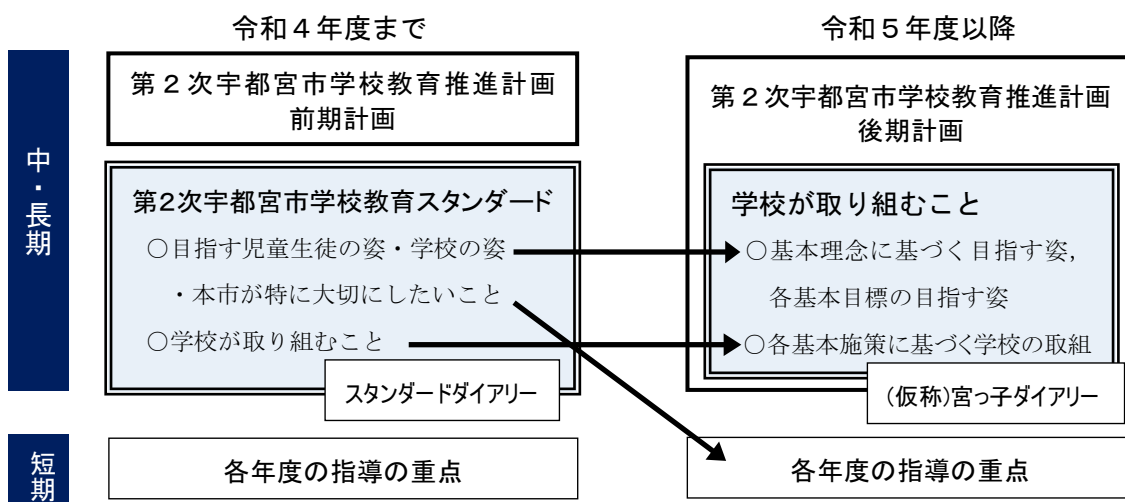 令和４年度まで
令和５年度以降
中・長期
第２次宇都宮市学校教育推進計画
前期計画
第2次宇都宮市学校教育スタンダード
○目指す児童生徒の姿・学校の姿
・本市が特に大切にしたいこと
○学校が取り組むこと
スタンダードダイアリー
第２次宇都宮市学校教育推進計画
後期計画
学校が取り組むこと
○基本理念に基づく目指す姿，
各基本目標の目指す姿
○各基本施策に基づく学校の取組
(仮称)宮っ子ダイアリー
短期
各年度の指導の重点
各年度の指導の重点